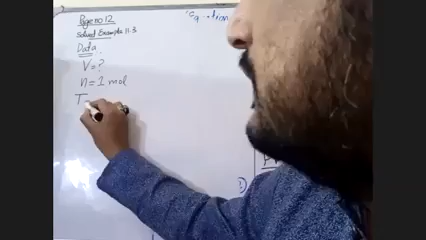 Page no 12
Solved Example 11.3
Data
V = ?
n = 1 mol
T